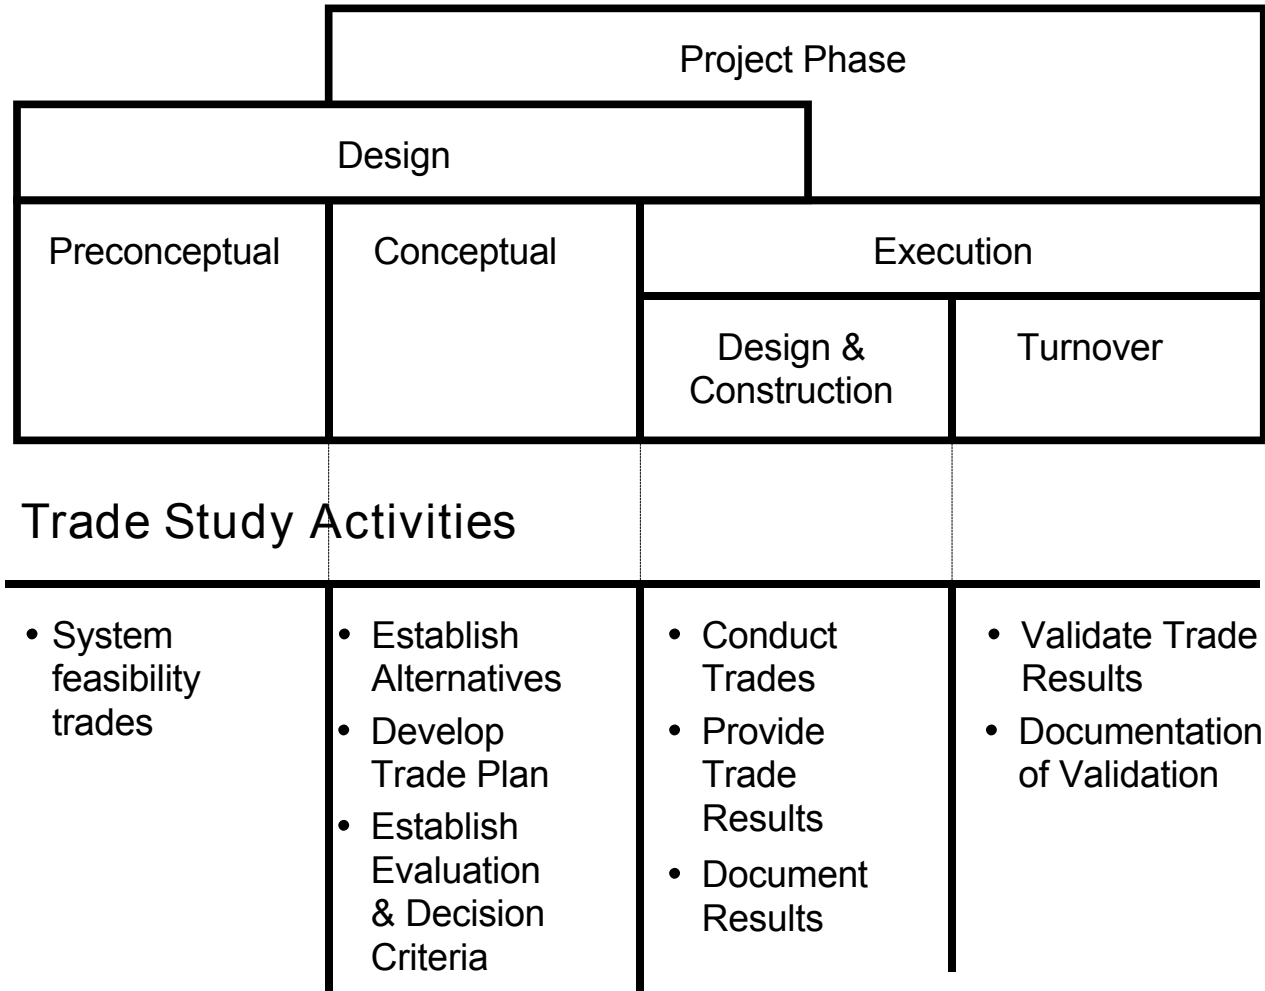 Project Phase
Design
Preconceptual
Conceptual
Execution
Design &
Construction
Turnover
Trade Study Activities
• System
feasibility
trades
• Establish
Alternatives
• Develop
Trade Plan
• Establish
Evaluation
& Decision
Criteria
• Conduct
Trades
• Provide
Trade
Results
• Document
Results
• Validate Trade
Results
• Documentation
of Validation